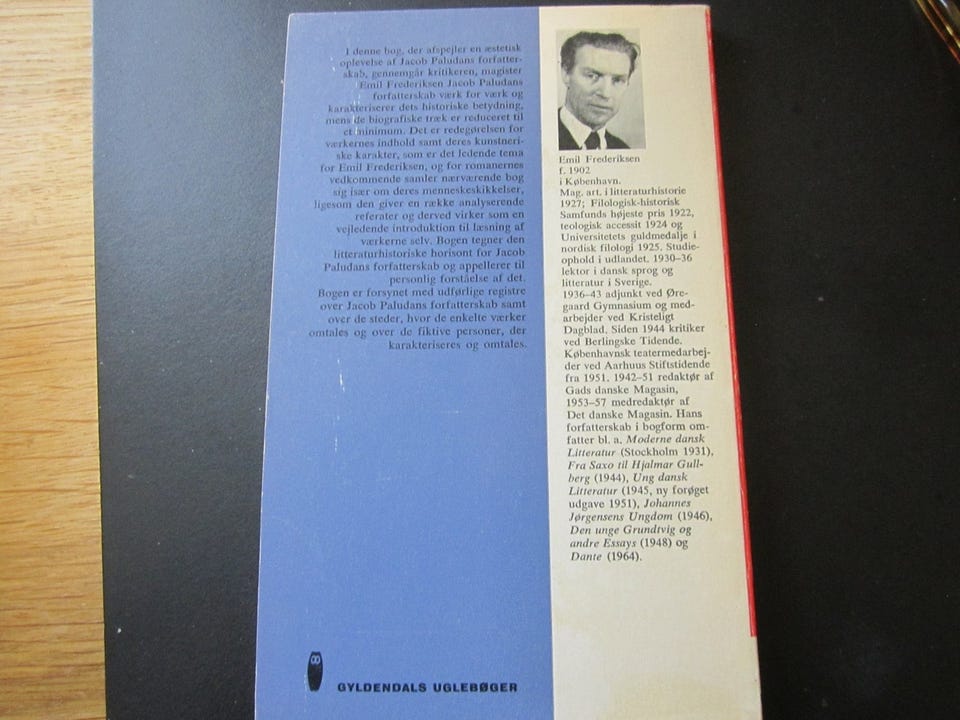 I denne bog, der afspejler en æstetisk
oplevelse af Jacob Paludans forfatter-
skab, gennemgår kritikeren, magister
Emil Frederiksen Jacob Paludans
forfatterskab værk for værk og
karakteriserer dets historiske betydning,
mens de biografiske træk er reduceret til
et minimum. Det er redegørelsen for
værkernes indhold samt deres kunstneri-
ske karakter, som er det ledende tema
for Emil Frederiksen, og for romanernes
vedkommende samler nærværende bog
sig især om deres menneskeskikkelser,
ligesom den giver en række analyserende
referater og derved virker som en
vejledende introduktion til læsning af
værkerne selv. Bogen tegner den
litteraturhistoriske horisont for Jacob
Paludans forfatterskab og appellerer til
personlig forståelse af det.
Bogen er forsynet med udførlige registre
over Jacob Paludans forfatterskab samt
over de steder, hvor de enkelte værker
omtales og over de fiktive personer, der
karakteriseres og omtales.
GYLDENDALS UGLEBØGER
Emil Frederiksen
f. 1902
i København.
Mag. art. i litteraturhistorie
1927; Filologisk-historisk
Samfunds højeste pris 1922,
teologisk accessit 1924 og
Universitetets guldmedalje i
nordisk filologi 1925. Studie-
ophold i udlandet. 1930–36
lektor i dansk sprog og
litteratur i Sverige.
1936–43 adjunkt ved Øre-
gaard Gymnasium og med-
arbejder ved Kristeligt
Dagblad. Siden 1944 kritiker
ved Berlingske Tidende.
Københavnsk teatermedarbej-
der ved Aarhuus Stiftstidende
fra 1951. 1942–51 redaktør af
Gads danske Magasin,
1953–57 medredaktør af
Det danske Magasin. Hans
forfatterskab i bogform om-
fatter bl. a. Moderne dansk
Litteratur (Stockholm 1931),
Fra Saxo til Hjalmar Gull-
berg (1944), Ung dansk
Litteratur (1945, ny forøget
udgave 1951), Johannes
Jørgensens Ungdom (1946),
Den unge Grundtvig og
andre Essays (1948) og
Dante (1964).